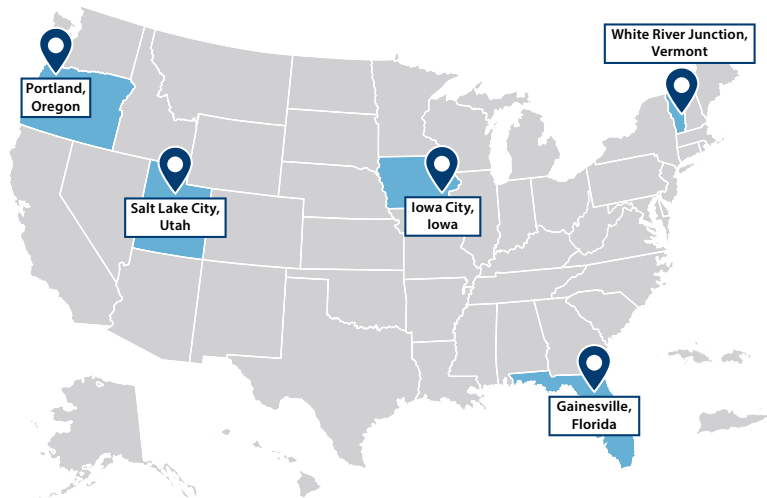 White River Junction,
Vermont
Portland,
Oregon
Salt Lake City,
Utah
Iowa City,
Iowa
Gainesville,
Florida